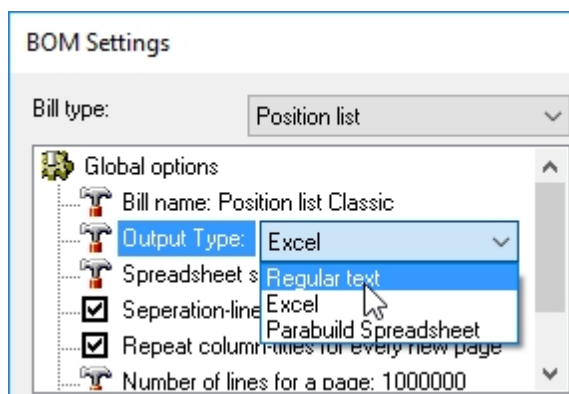 BOM Settings
Bill type: Position list
Global options
Bill name: Position list Classic
Output Type: Excel
Regular text
Excel
Parabuild Spreadsheet
Spreadsheet s
Seperation-line
Repeat column-titles for every new page
Number of lines for a page: 1000000